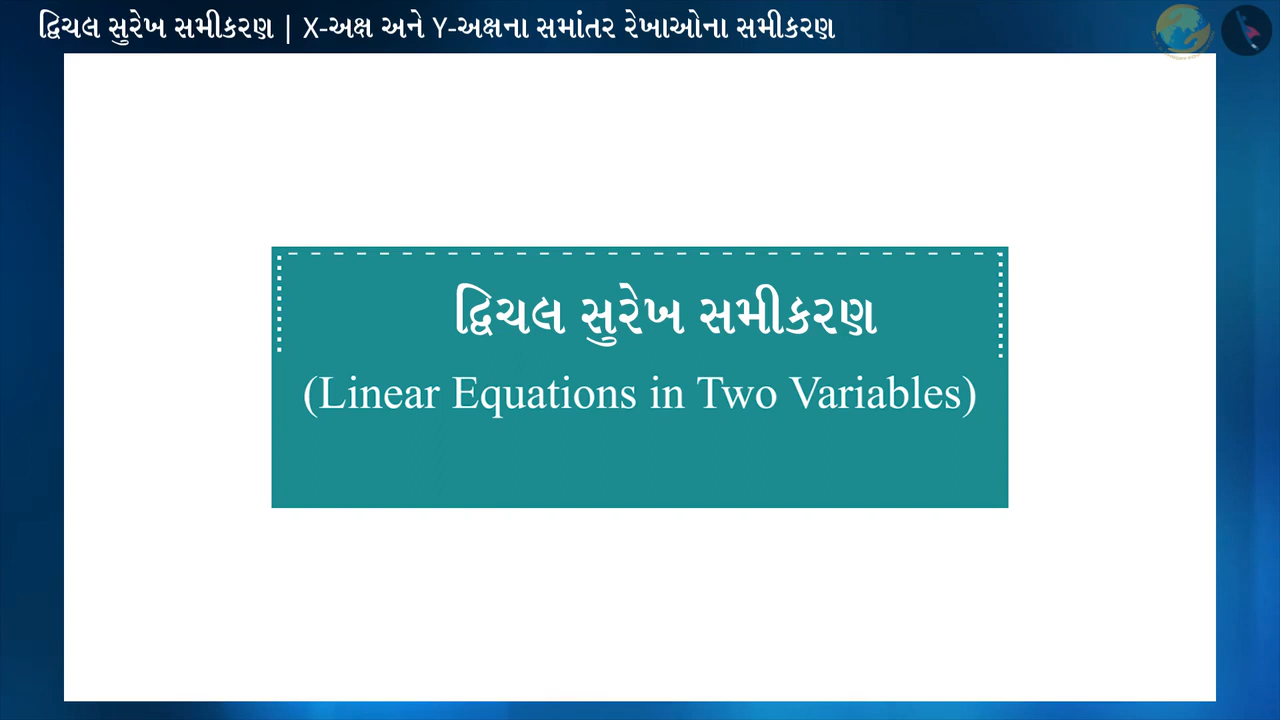 દ્વિચલ સુરેખ સમીકરણ | X-અક્ષ અને Y-અક્ષના સમાંતર રેખાઓના સમીકરણ
દ્વિચલ સુરેખ સમીકરણ
(Linear Equations in Two Variables)